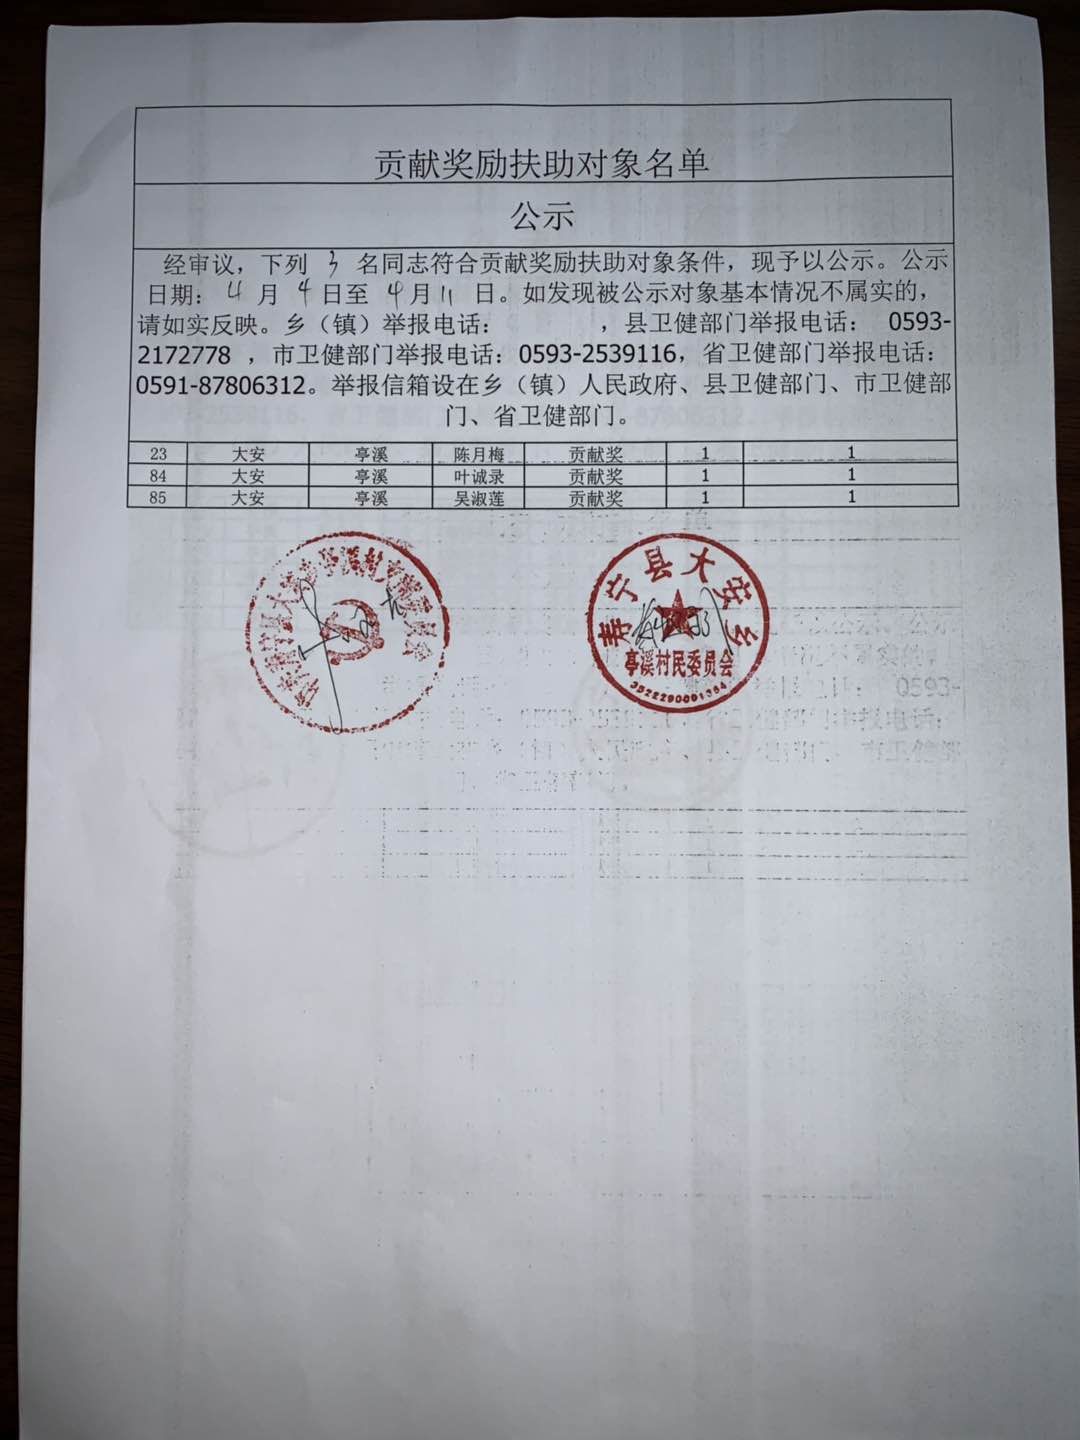 贡献奖励扶助对象名单
公示
经审议，下列 3 名同志符合贡献奖励扶助对象条件，现予以公示。公示
日期： 4 月 4 日至 4 月 11 日。如发现被公示对象基本情况不属实的，
请如实反映。乡（镇）举报电话： ，县卫健部门举报电话： 0593-
2172778 ，市卫健部门举报电话：0593-2539116，省卫健部门举报电话：
0591-87806312。举报信箱设在乡（镇）人民政府、县卫健部门、市卫健部
门、省卫健部门。
23 大安 亭溪 陈月梅 贡献奖 1 1
84 大安 亭溪 叶诚录 贡献奖 1 1
85 大安 亭溪 吴淑莲 贡献奖 1 1
寿宁县大安乡
亭溪村民委员会